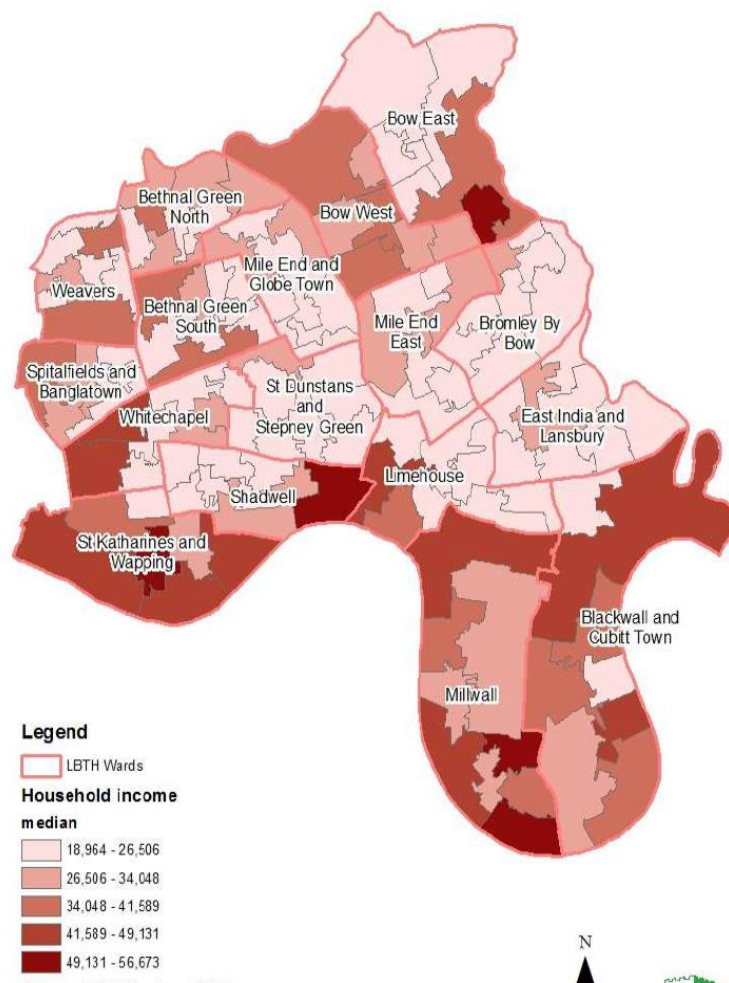 Bow East
Bethnal Green
North
Bow West
Mile End and
Globe Town
Weavers
Bethnal Green
South
Mile End
East
Bromley By
Bow
Spitalfields and
Banglatown
Whitechapel
St Dunstans
and
Stepney Green
East India and
Lansbury
Limehouse
Shadwell
St Katharines and
Wapping
Blackwall and
Cubitt Town
Millwall
Legend
LBTH Wards
Household income
median
18,964 - 26,506
26,506 - 34,048
34,048 - 41,589
41,589 - 49,131
49,131 - 56,673
N